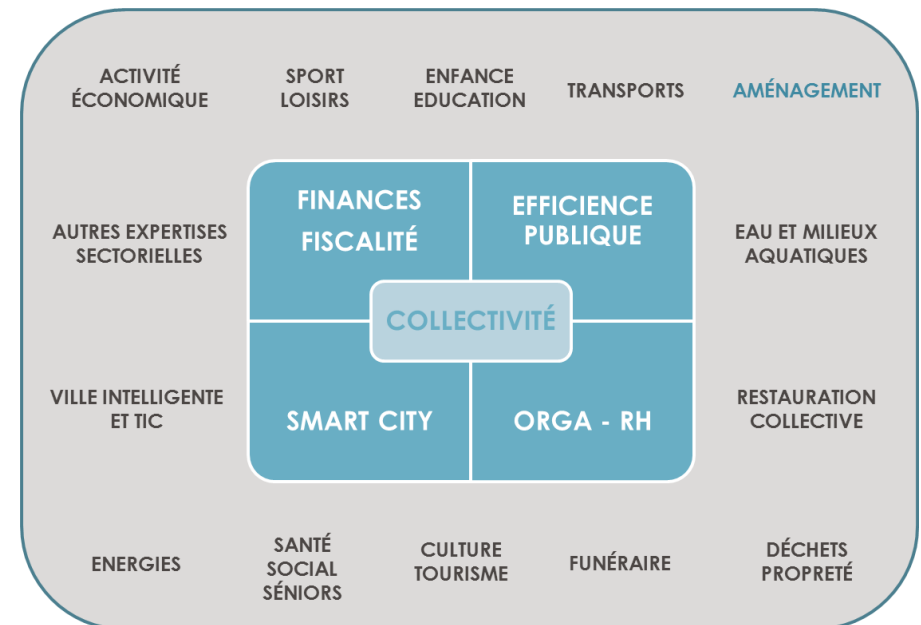 ACTIVITÉ
ÉCONOMIQUE
SPORT
LOISIRS
ENFANCE
EDUCATION
TRANSPORTS
AMÉNAGEMENT
AUTRES EXPERTISES
SECTORIELLES
FINANCES
FISCALITÉ
EFFICIENCE
PUBLIQUE
EAU ET MILIEUX
AQUATIQUES
COLLECTIVITÉ
VILLE INTELLIGENTE
ET TIC
SMART CITY
ORGA - RH
RESTAURATION
COLLECTIVE
ENERGIES
SANTÉ
SOCIAL
SÉNIORS
CULTURE
TOURISME
FUNÉRAIRE
DÉCHETS
PROPRETÉ